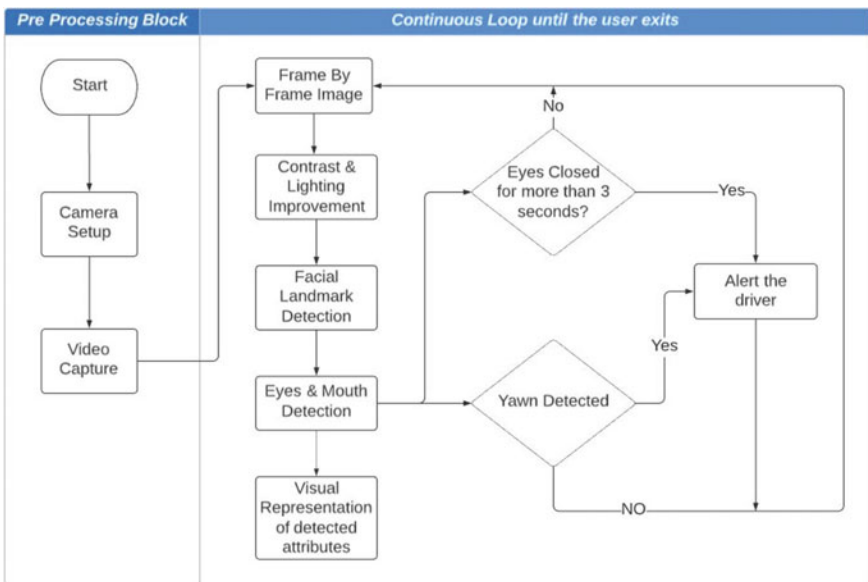 Pre Processing Block
Continuous Loop until the user exits
Start
Camera
Setup
Video
Capture
Frame By
Frame Image
Contrast &
Lighting
Improvement
Facial
Landmark
Detection
Eyes & Mouth
Detection
Visual
Representation
of detected
attributes
No
Eyes Closed
for more than 3
seconds?
Yes
Alert the
driver
Yes
Yawn Detected
NO